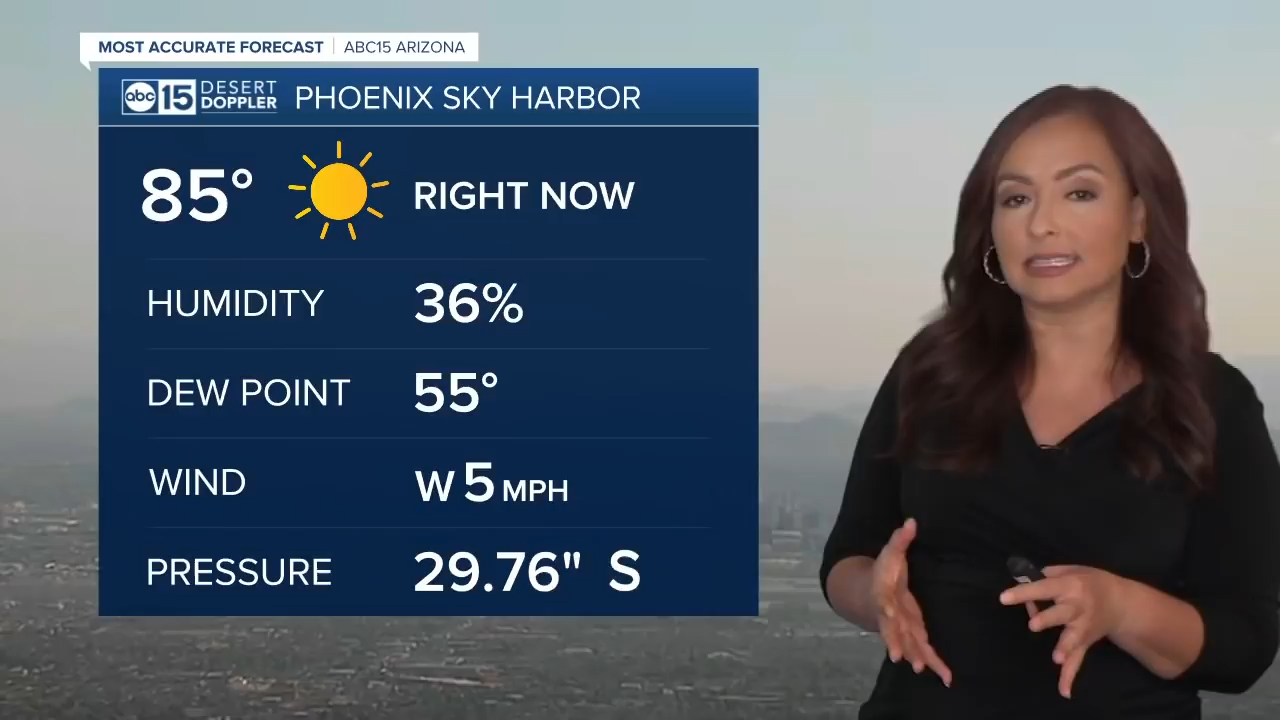 MOST ACCURATE FORECAST | ABC15 ARIZONA
abc 15 DESERT DOPPLER PHOENIX SKY HARBOR
85° RIGHT NOW
HUMIDITY 36%
DEW POINT 55°
WIND W 5 MPH
PRESSURE 29.76" S